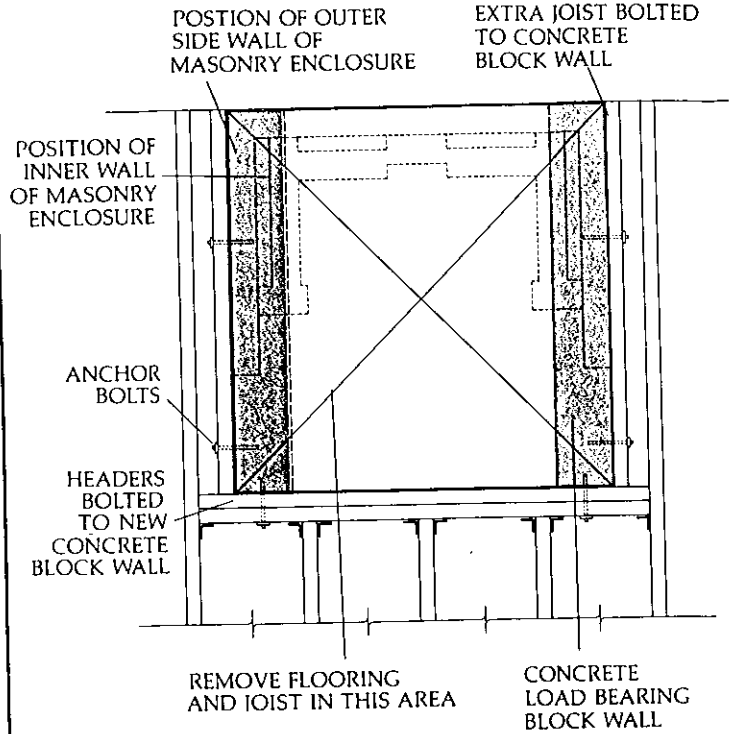 POSTION OF OUTER
SIDE WALL OF
MASONRY ENCLOSURE
EXTRA JOIST BOLTED
TO CONCRETE
BLOCK WALL
POSITION OF
INNER WALL
OF MASONRY
ENCLOSURE
ANCHOR
BOLTS
HEADERS
BOLTED
TO NEW
CONCRETE
BLOCK WALL
REMOVE FLOORING
AND JOIST IN THIS AREA
CONCRETE
LOAD BEARING
BLOCK WALL